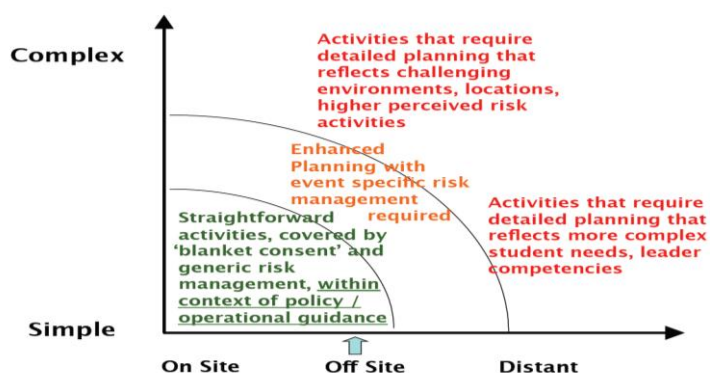 Complex
Activities that require
detailed planning that
reflects challenging
environments, locations,
higher perceived risk
activities
Enhanced
Planning with
event specific risk
management
required
Activities that require
detailed planning that
reflects more complex
student needs, leader
competencies
Straightforward
activities, covered by
‘blanket consent’ and
generic risk
management, within
context of policy /
operational guidance
Simple
On Site
Off Site
Distant